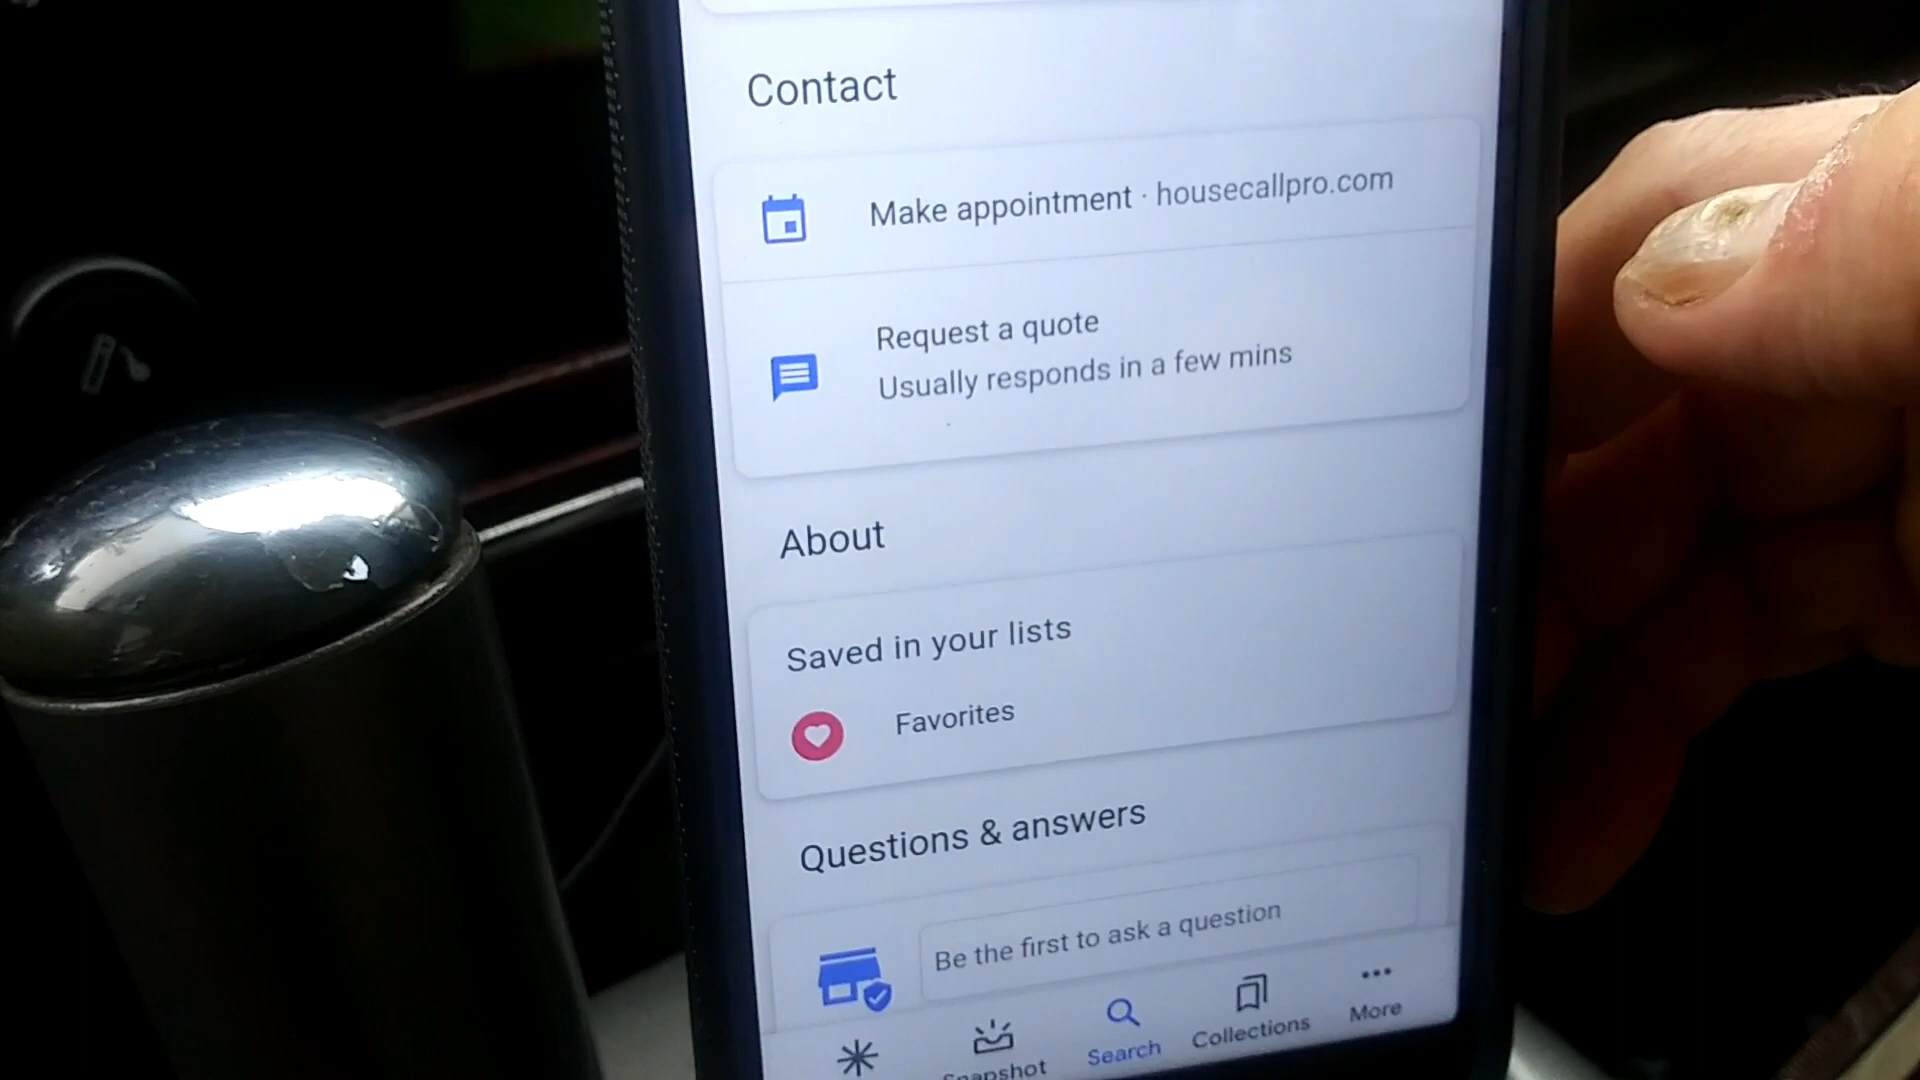 Contact
Make appointment · housecallpro.com
Request a quote
Usually responds in a few mins
About
Saved in your lists
Favorites
Questions & answers
Be the first to ask a question
Snapshot
Search
Collections
More